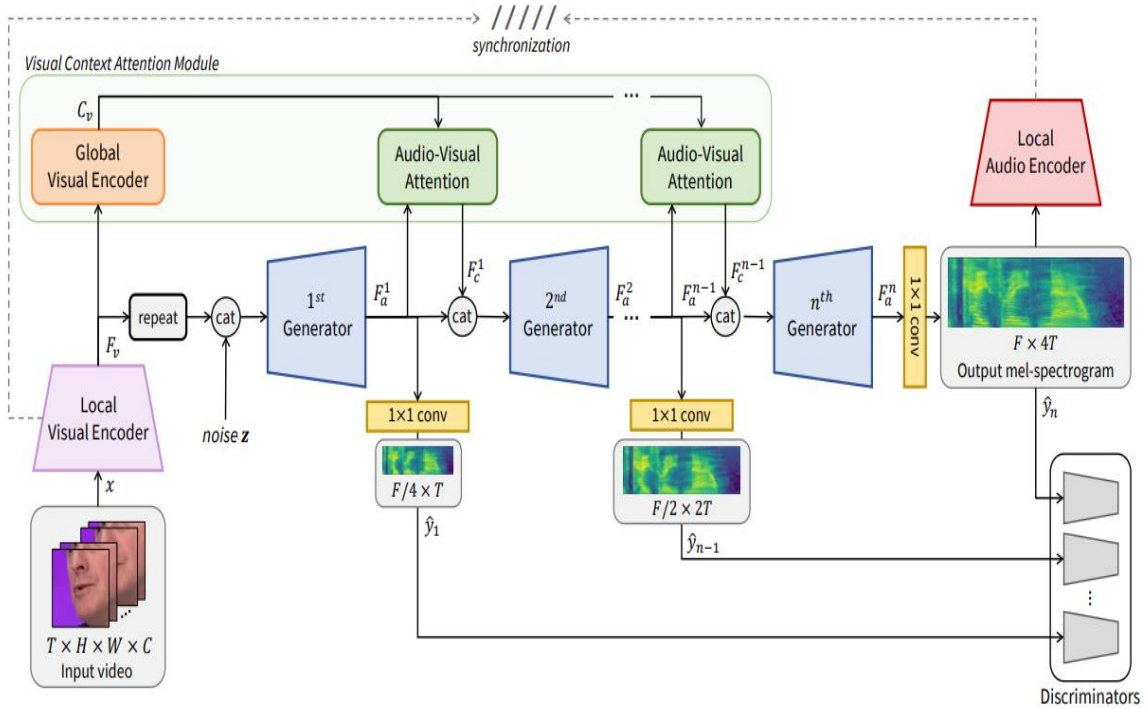 synchronization
Visual Context Attention Module
C_v
...
Global
Visual Encoder
Audio-Visual
Attention
Audio-Visual
Attention
Local
Audio Encoder
F_v
repeat
cat
1^{st}
Generator
F_a^1
F_c^1
cat
2^{nd}
Generator
F_a^2
...
F_a^{n-1}
F_c^{n-1}
cat
n^{th}
Generator
F_a^n
1×1 conv
F × 4T
Output mel-spectrogram
Local
Visual Encoder
noise z
1×1 conv
F/4 × T
ŷ_1
1×1 conv
F/2 × 2T
ŷ_{n-1}
ŷ_n
x
...
T × H × W × C
Input video
⋮
Discriminators